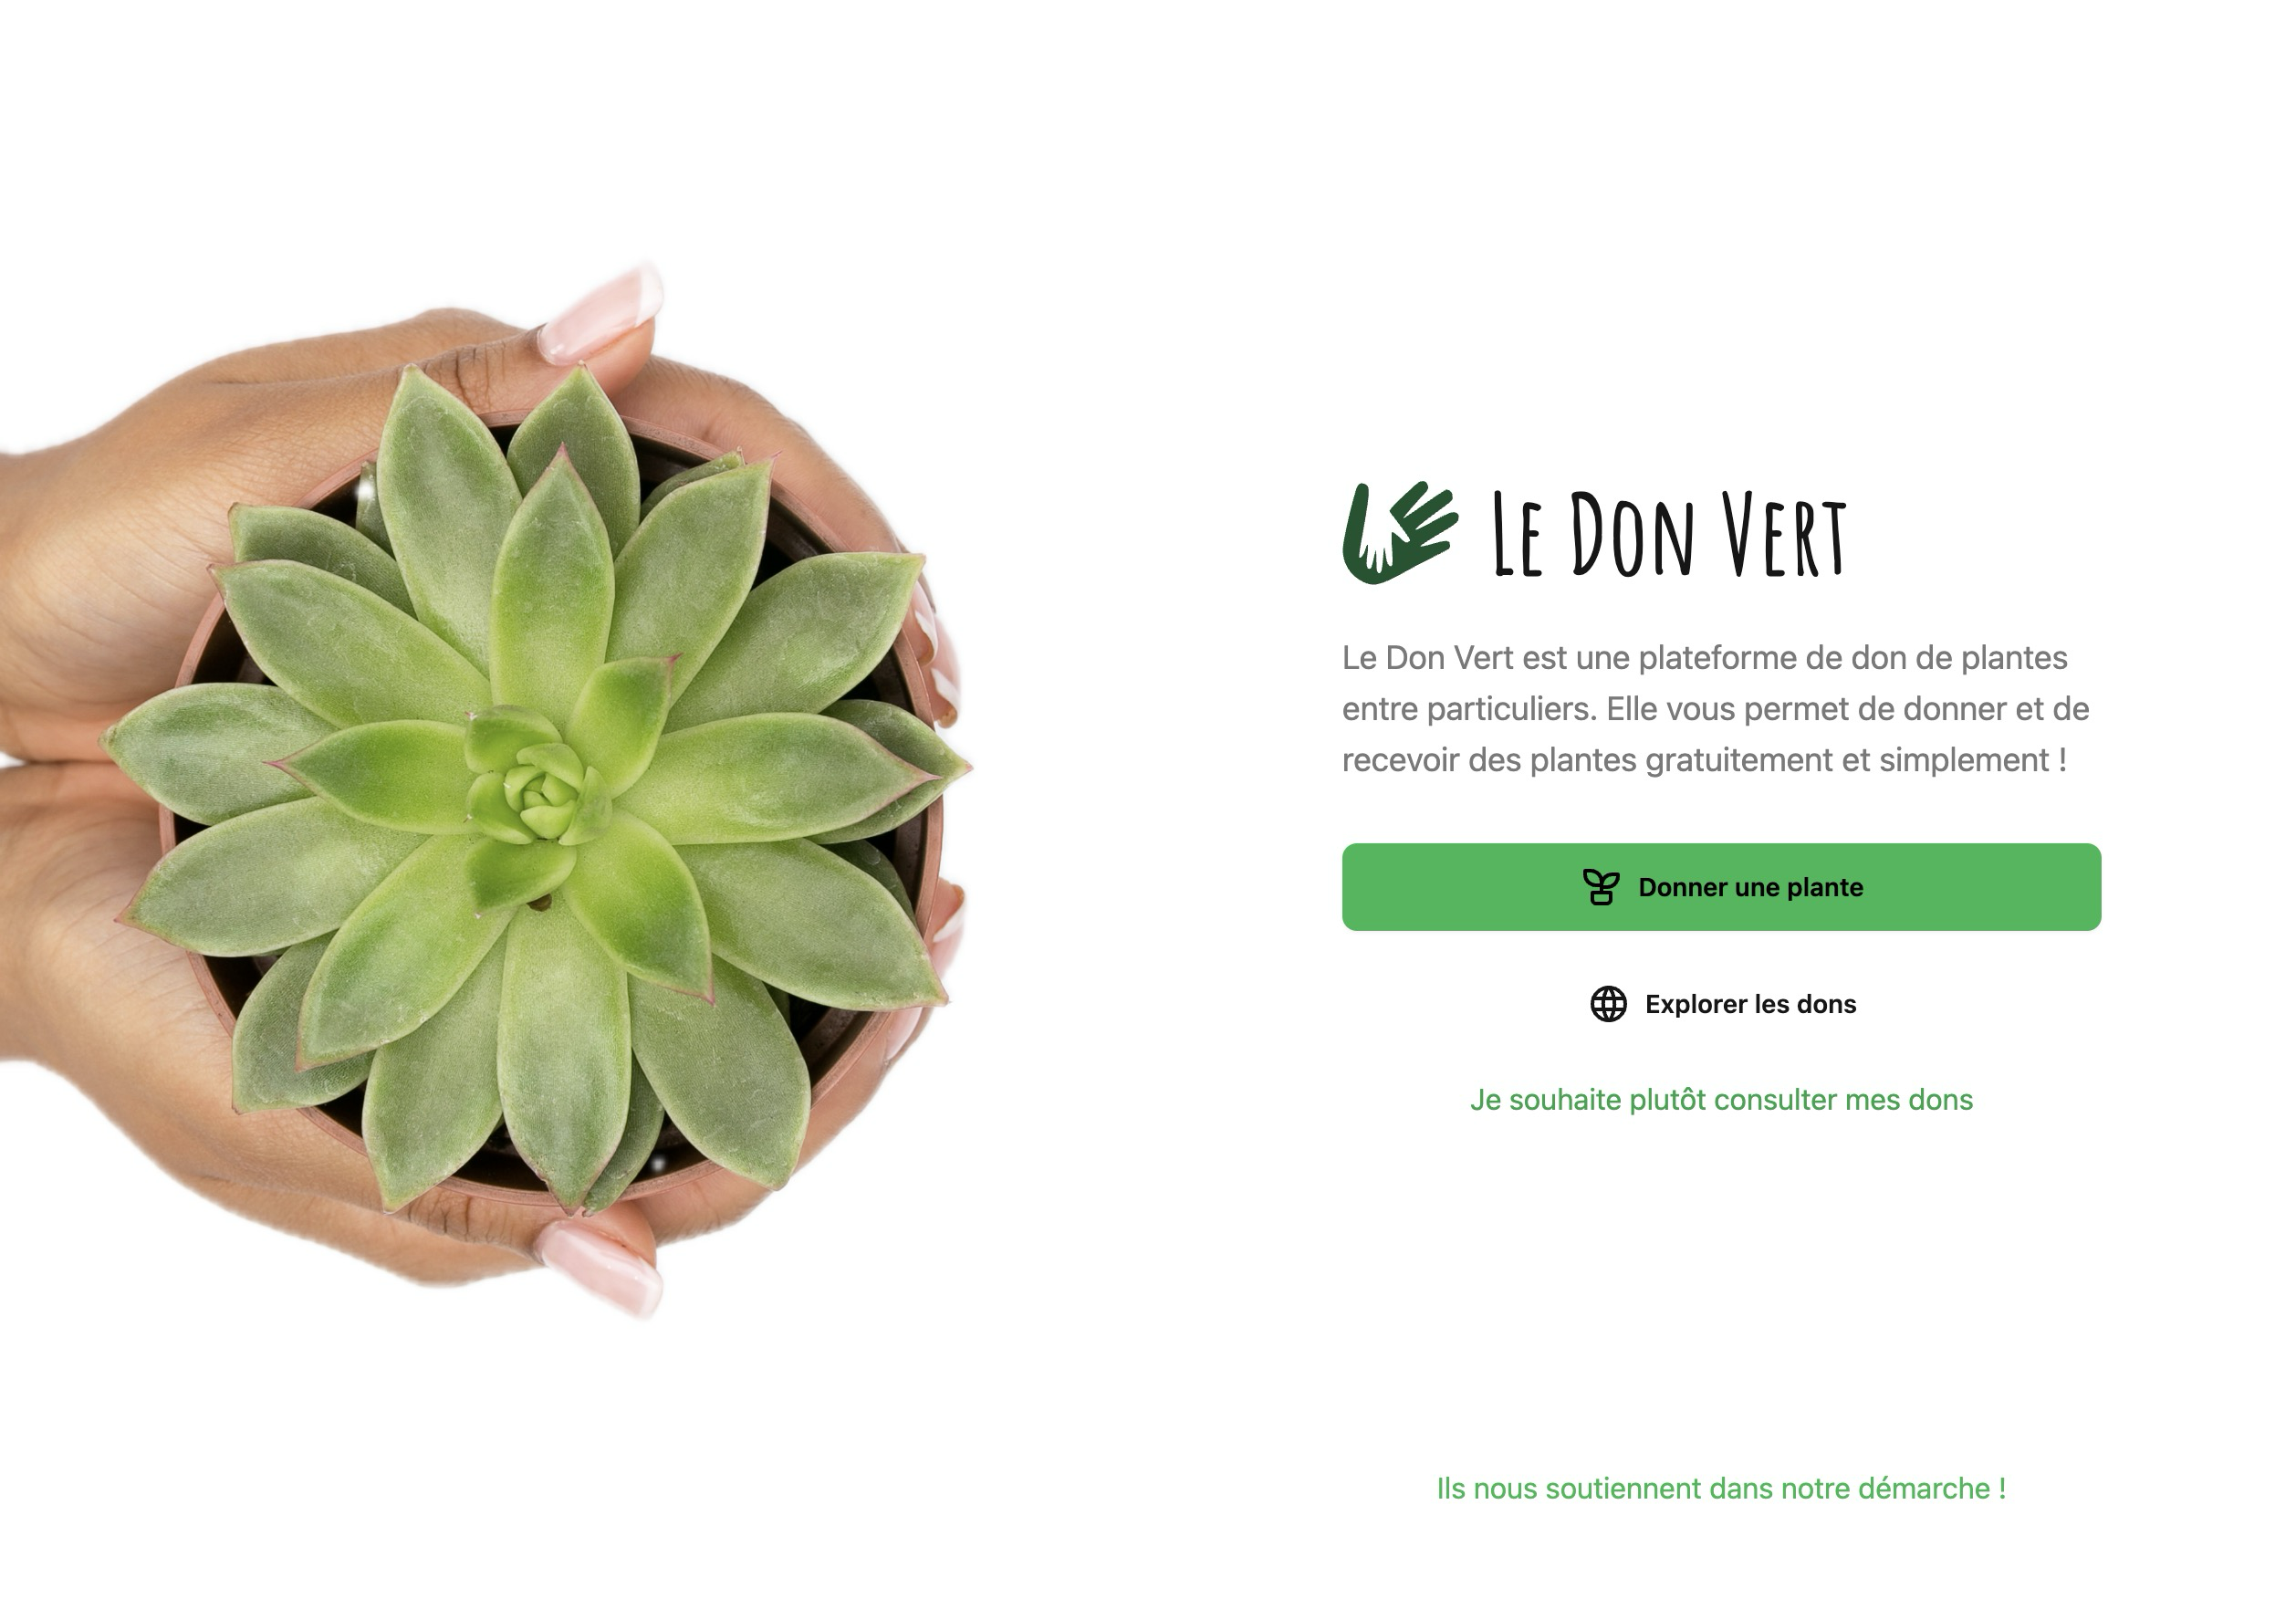 Le Don Vert
Le Don Vert est une plateforme de don de plantes
entre particuliers. Elle vous permet de donner et de
recevoir des plantes gratuitement et simplement !
Donner une plante
Explorer les dons
Je souhaite plutôt consulter mes dons
Ils nous soutiennent dans notre démarche !